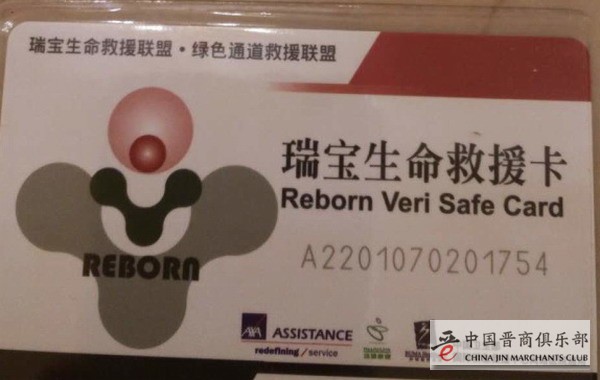 瑞宝生命救援联盟·绿色通道救援联盟
瑞宝生命救援卡
Reborn Veri Safe Card
A2201070201754
REBORN
AXA ASSISTANCE
redefining / service
中国晋商俱乐部
CHINA JIN MERCHANTS CLUB